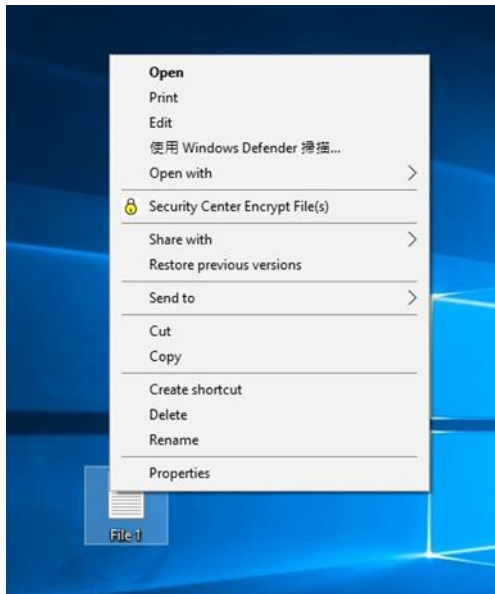 Open
Print
Edit
使用 Windows Defender 掃描...
Open with
Security Center Encrypt File(s)
Share with
Restore previous versions
Send to
Cut
Copy
Create shortcut
Delete
Rename
Properties
File 1